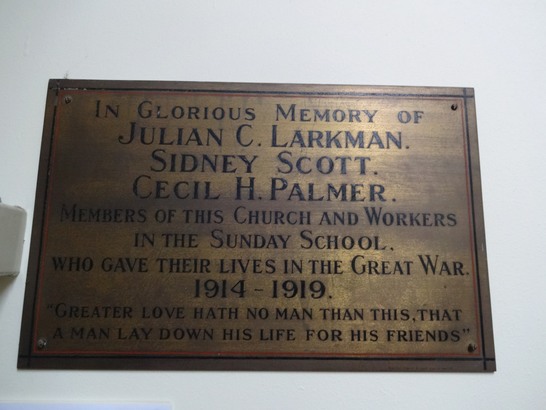 In Glorious Memory of
Julian C. Larkman.
Sidney Scott.
Cecil H. Palmer.
Members of this Church and Workers
in the Sunday School.
who gave their lives in the Great War.
1914-1919.
"Greater love hath no man than this, that
a man lay down his life for his friends"